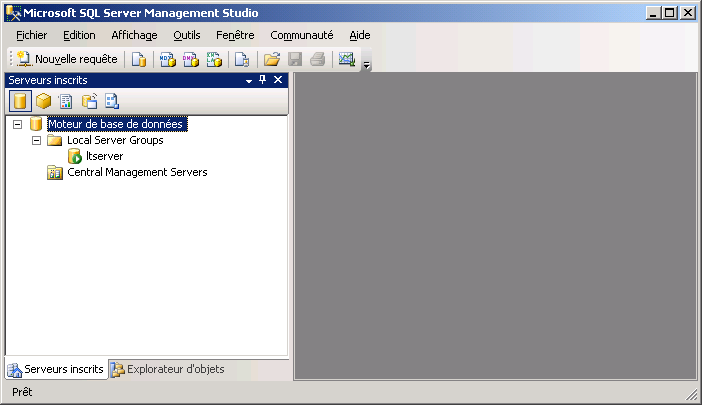 Microsoft SQL Server Management Studio
Fichier Edition Affichage Outils Fenêtre Communauté Aide
Nouvelle requête
Serveurs inscrits
Moteur de base de données
Local Server Groups
ltserver
Central Management Servers
Serveurs inscrits Explorateur d'objets
Prêt